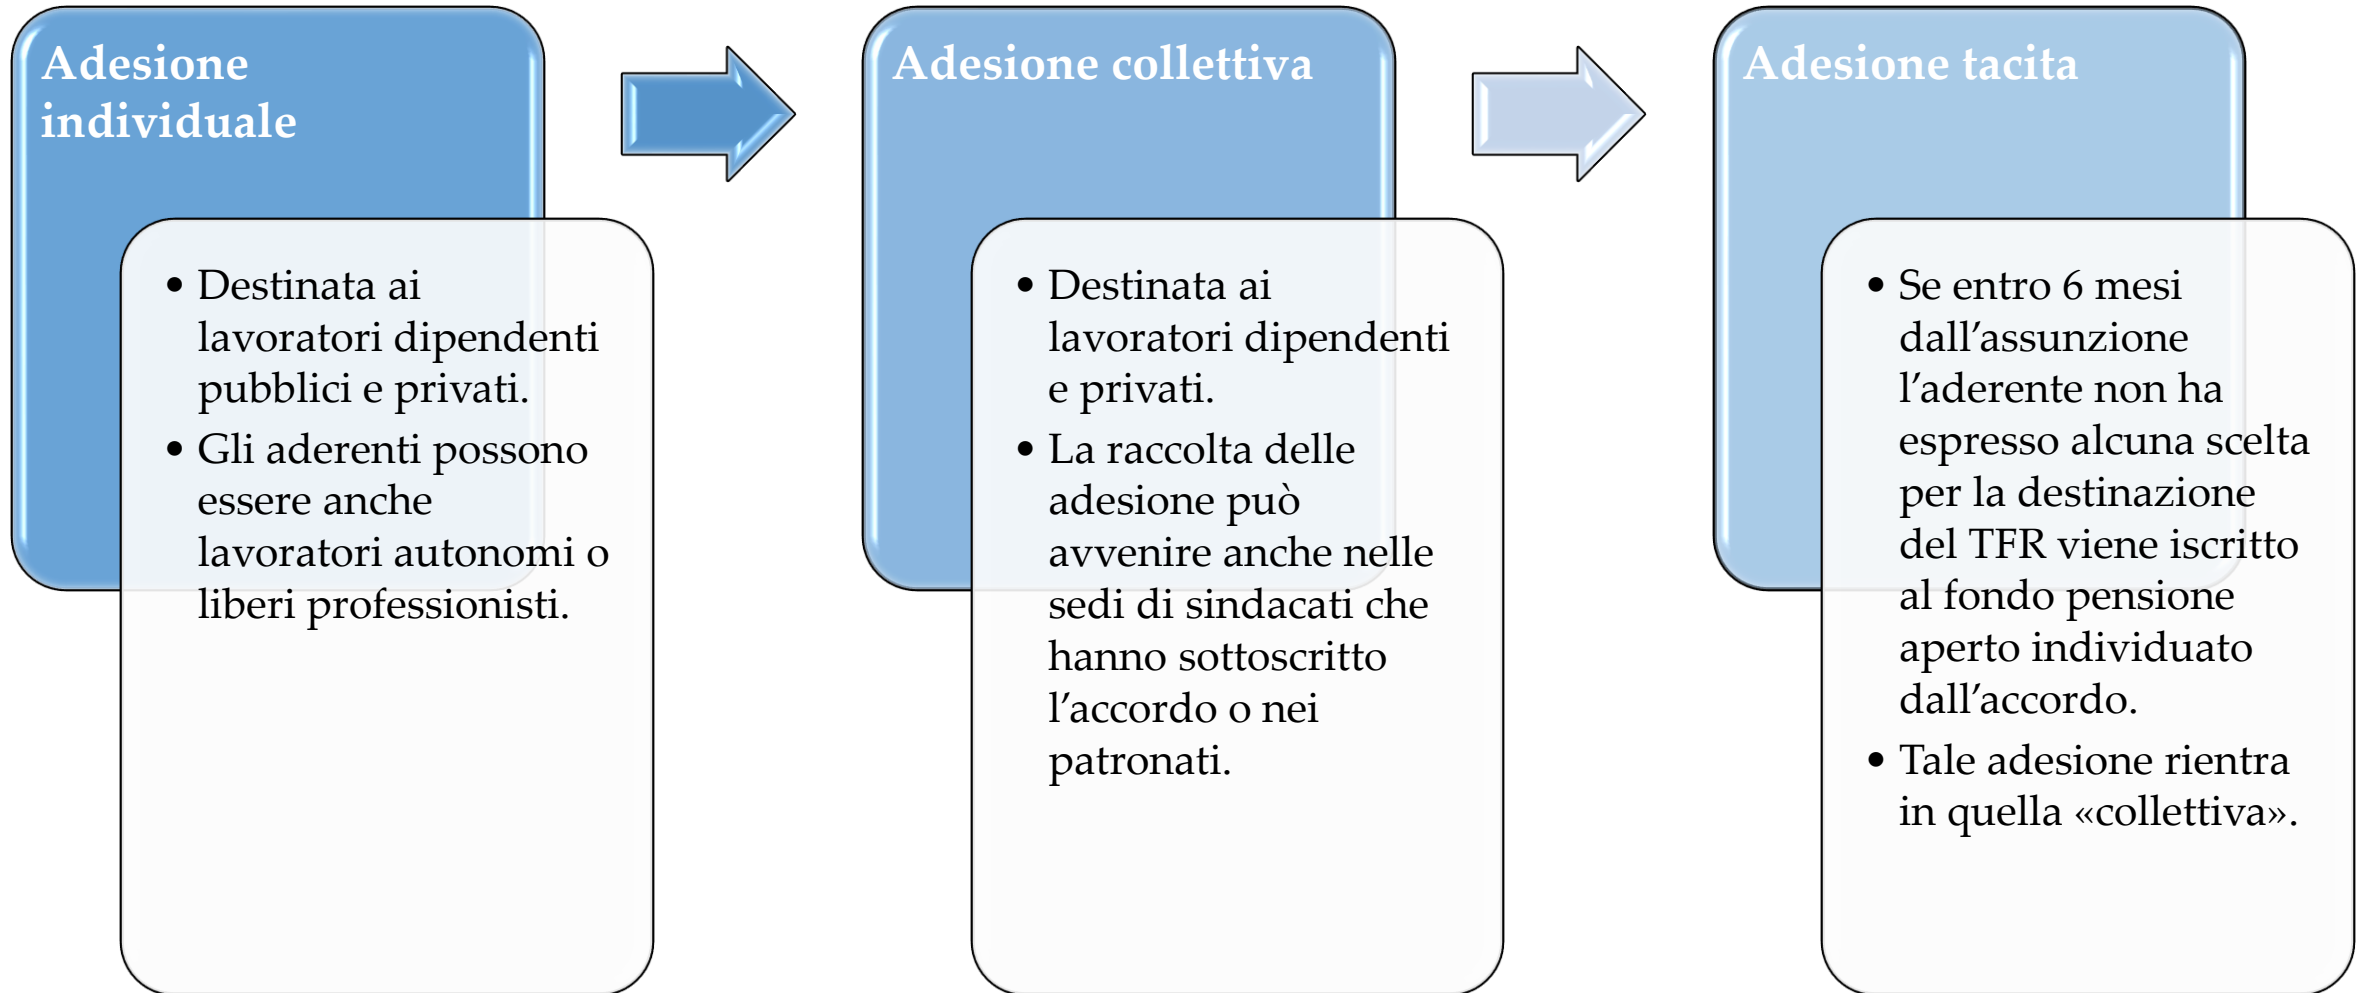 Adesione
individuale
• Destinata ai
lavoratori dipendenti
pubblici e privati.
• Gli aderenti possono
essere anche
lavoratori autonomi o
liberi professionisti.
Adesione collettiva
• Destinata ai
lavoratori dipendenti
e privati.
• La raccolta delle
adesione può
avvenire anche nelle
sedi di sindacati che
hanno sottoscritto
l’accordo o nei
patronati.
Adesione tacita
• Se entro 6 mesi
dall’assunzione
l’aderente non ha
espresso alcuna scelta
per la destinazione
del TFR viene iscritto
al fondo pensione
aperto individuato
dall’accordo.
• Tale adesione rientra
in quella «collettiva».